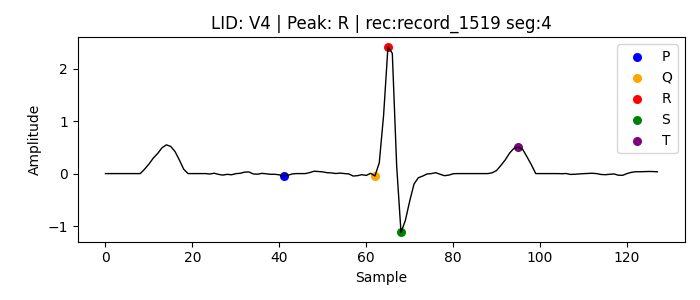 LID: V4 | Peak: R | rec:record_1519 seg:4
Amplitude
2
1
0
−1
P
Q
R
S
T
0 20 40 60 80 100 120
Sample